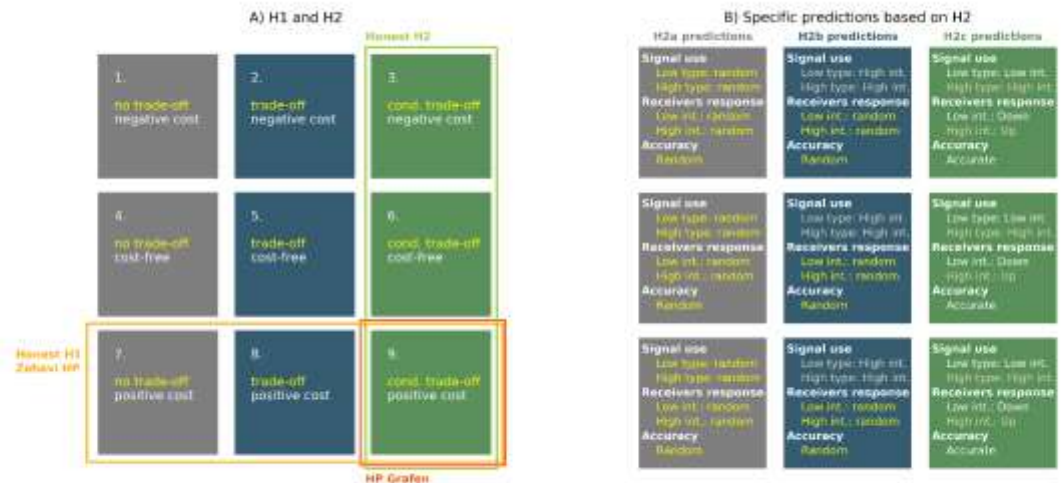 A) H1 and H2
Honest H2
1.
no trade-off
negative cost
2.
trade-off
negative cost
3.
cond. trade-off
negative cost
4.
no trade-off
cost-free
5.
trade-off
cost-free
6.
cond. trade-off
cost-free
Honest H1
Zahavi HP
7.
no trade-off
positive cost
8.
trade-off
positive cost
9.
cond. trade-off
positive cost
HP Grafen
B) Specific predictions based on H2
H2a predictions
H2b predictions
H2c predictions
Signal use
Low type: random
High type: random
Receivers response
Low int.: random
High int.: random
Accuracy
Random
Signal use
Low type: High int.
High type: High int.
Receivers response
Low int.: random
High int.: random
Accuracy
Random
Signal use
Low type: Low int.
High type: High int.
Receivers response
Low int.: Down
High int.: Up
Accuracy
Accurate
Signal use
Low type: random
High type: random
Receivers response
Low int.: random
High int.: random
Accuracy
Random
Signal use
Low type: High int.
High type: High int.
Receivers response
Low int.: random
High int.: random
Accuracy
Random
Signal use
Low type: Low int.
High type: High int.
Receivers response
Low int.: Down
High int.: Up
Accuracy
Accurate
Signal use
Low type: random
High type: random
Receivers response
Low int.: random
High int.: random
Accuracy
Random
Signal use
Low type: High int.
High type: High int.
Receivers response
Low int.: random
High int.: random
Accuracy
Random
Signal use
Low type: Low int.
High type: High int.
Receivers response
Low int.: Down
High int.: Up
Accuracy
Accurate